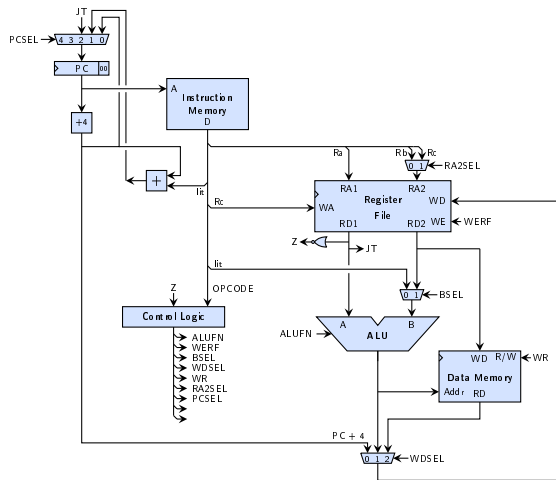 JT
PCSEL
4 3 2 1 0
PC
00
A
Instruction
Memory
D
+4
+
Ra
Rb
Rc
0 1
RA2SEL
lit
Rc
RA1
RA2
WA
Register
File
WD
WE
WERF
RD1
RD2
Z
JT
lit
Z
OPCODE
0 1
BSEL
Control Logic
A
B
ALU
ALUFN
ALUFN
WERF
BSEL
WDSEL
WR
RA2SEL
PCSEL
WD
R/W
WR
Data Memory
Addr
RD
PC + 4
0 1 2
WDSEL